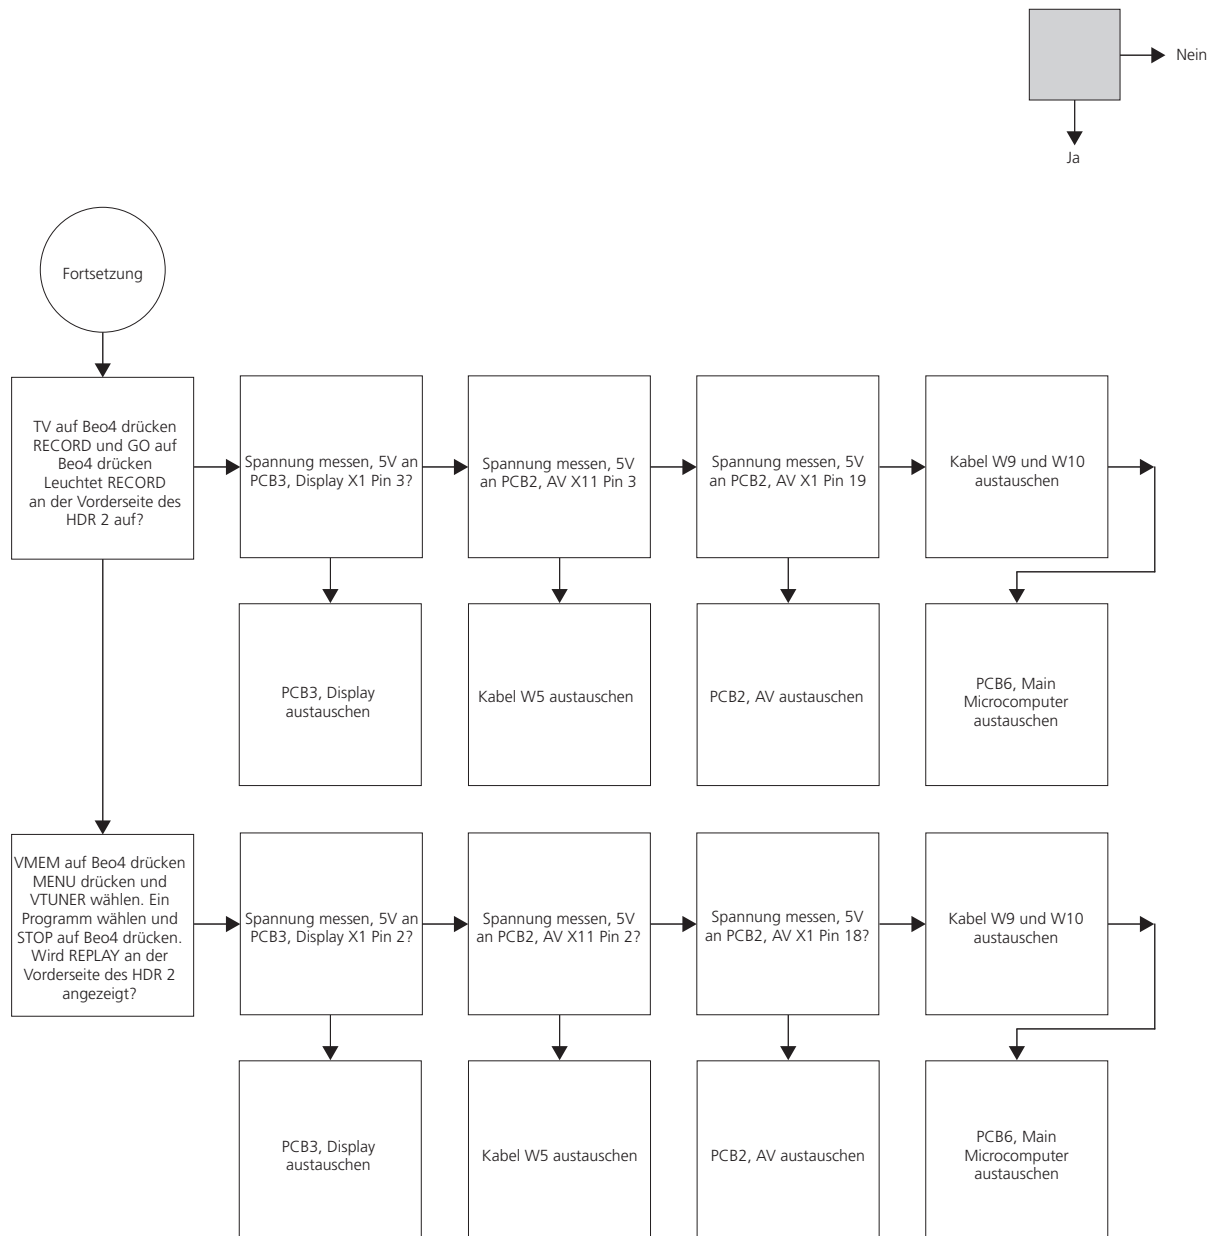 Nein
Ja
Fortsetzung
TV auf Beo4 drücken
RECORD und GO auf
Beo4 drücken
Leuchtet RECORD
an der Vorderseite des
HDR 2 auf?
Spannung messen, 5V an
PCB3, Display X1 Pin 3?
Spannung messen, 5V
an PCB2, AV X11 Pin 3
Spannung messen, 5V
an PCB2, AV X1 Pin 19
Kabel W9 und W10
austauschen
PCB3, Display
austauschen
Kabel W5 austauschen
PCB2, AV austauschen
PCB6, Main
Microcomputer
austauschen
VMEM auf Beo4 drücken
MENU drücken und
VTUNER wählen. Ein
Programm wählen und
STOP auf Beo4 drücken.
Wird REPLAY an der
Vorderseite des HDR 2
angezeigt?
Spannung messen, 5V an
PCB3, Display X1 Pin 2?
Spannung messen, 5V
an PCB2, AV X11 Pin 2?
Spannung messen, 5V
an PCB2, AV X1 Pin 18?
Kabel W9 und W10
austauschen
PCB3, Display
austauschen
Kabel W5 austauschen
PCB2, AV austauschen
PCB6, Main
Microcomputer
austauschen